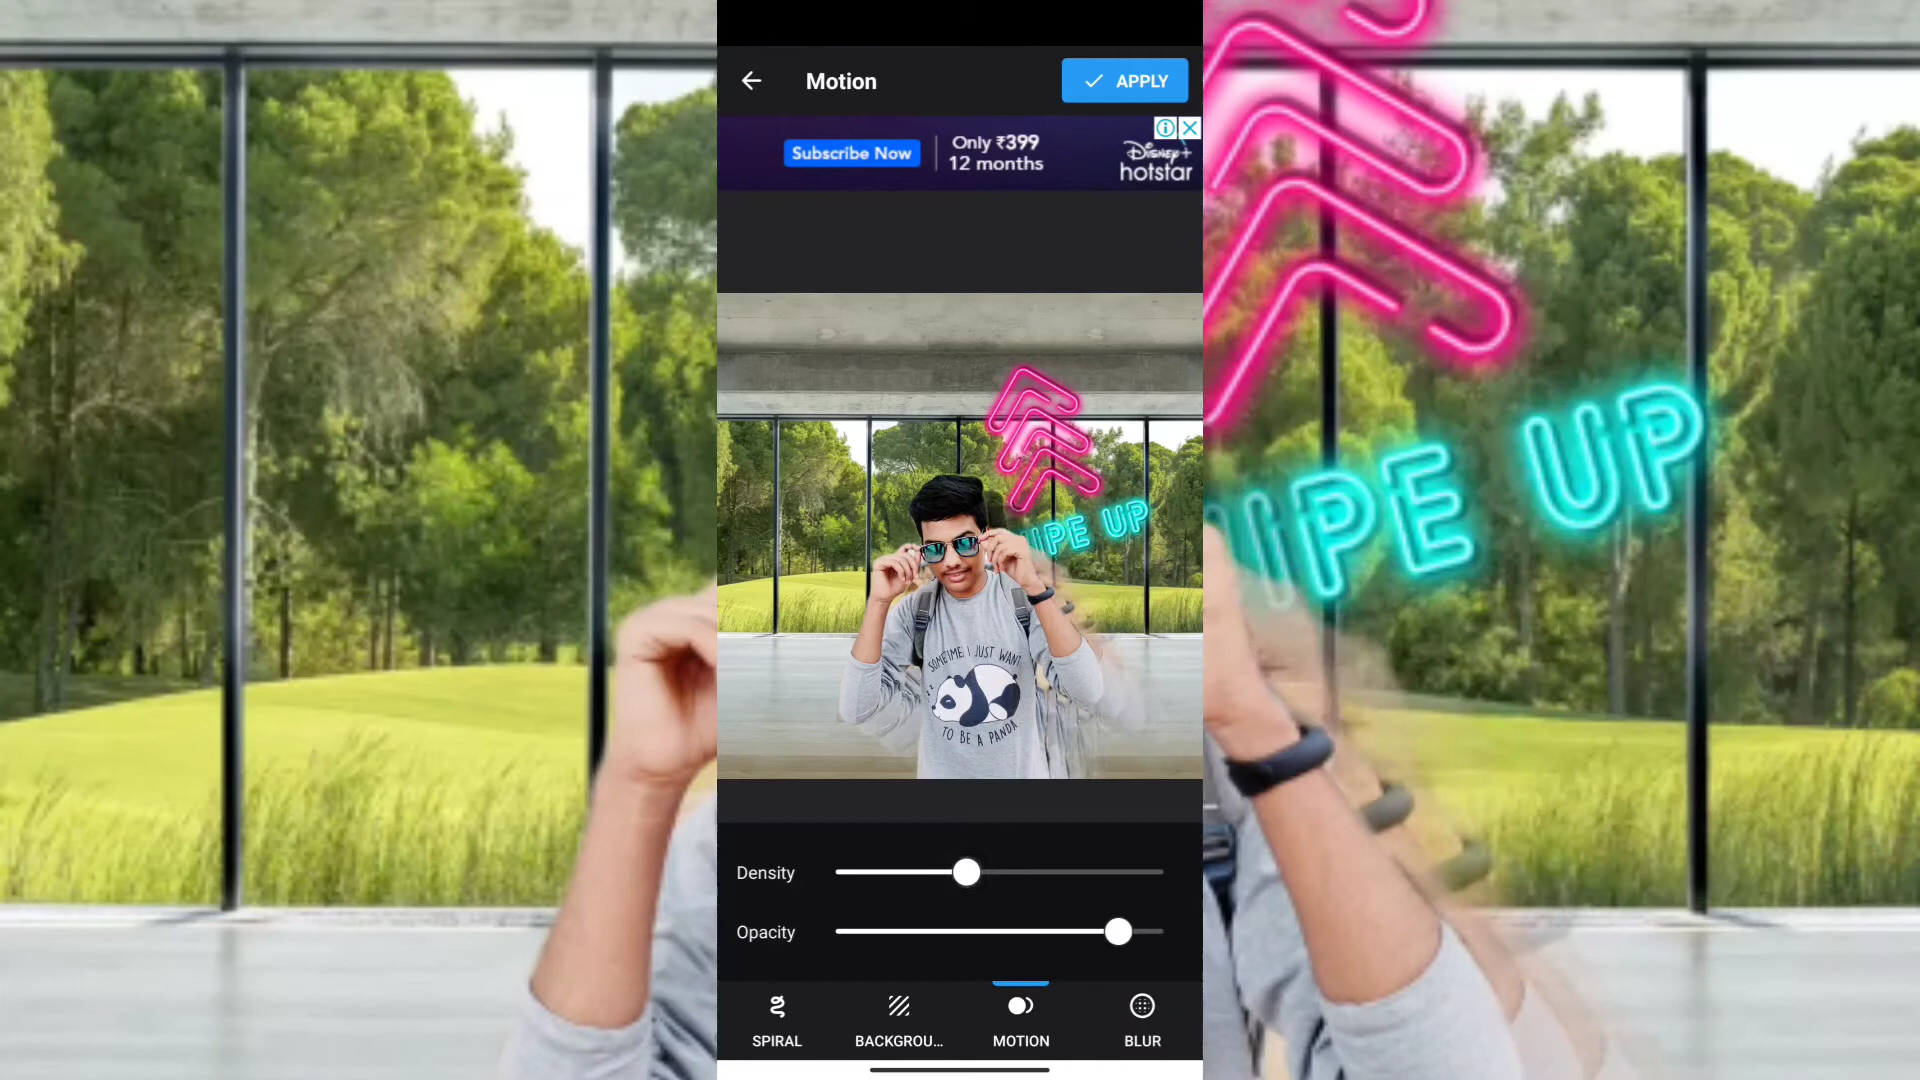 Motion
APPLY
Subscribe Now
Only ₹399
12 months
Disney+
hotstar
IPE UP
IPE UP
SOMETIME I JUST WANT
TO BE A PANDA
Density
Opacity
SPIRAL
BACKGROU...
MOTION
BLUR